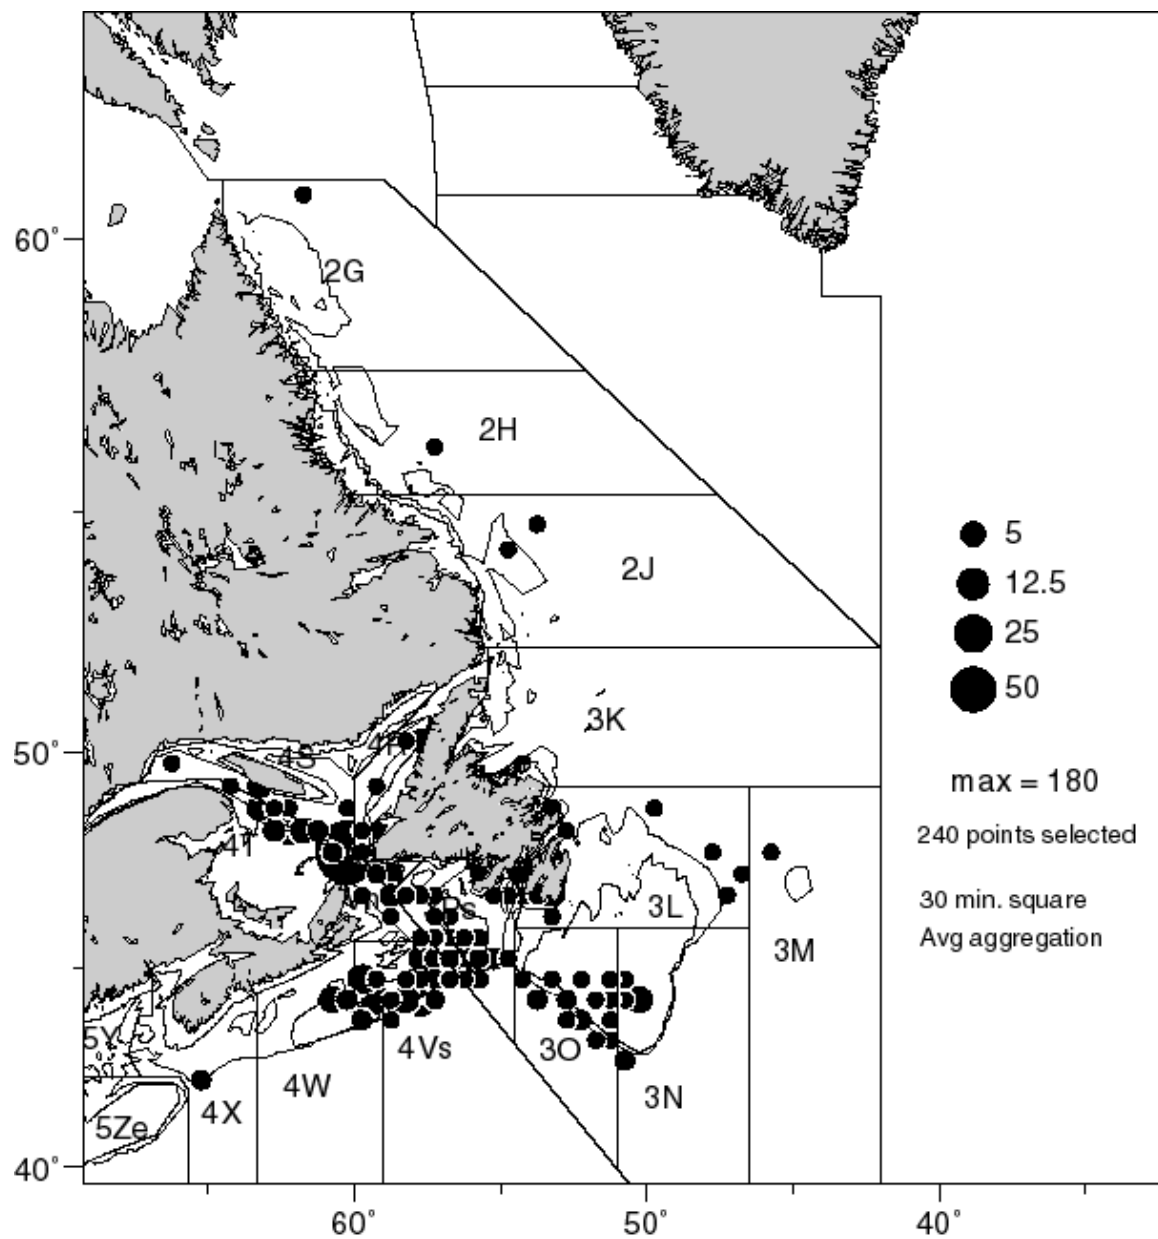 60°
2G
2H
2J
5
12.5
25
50
3K
50°
4S
4R
max = 180
240 points selected
4T
30 min. square
3L
Ps
Avg aggregation
3M
5Y
4Vs
3O
4W
3N
4X
5Ze
40°
60°
50°
40°